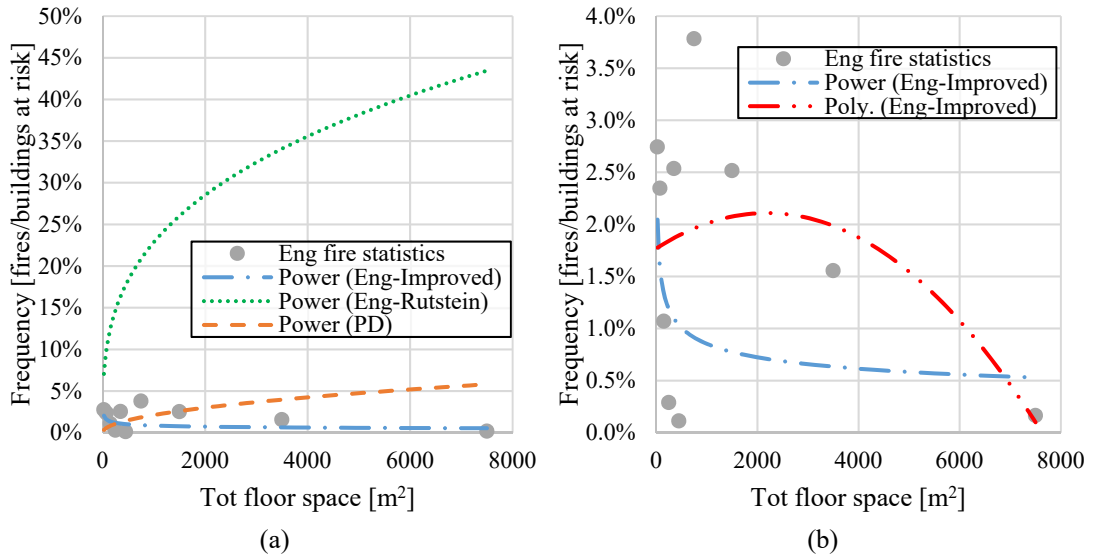 50%
45%
40%
35%
30%
25%
20%
15%
10%
5%
0%
Frequency [fires/buildings at risk]
Eng fire statistics
Power (Eng-Improved)
Power (Eng-Rutstein)
Power (PD)
0 2000 4000 6000 8000
Tot floor space [m²]
(a)
4.0%
3.5%
3.0%
2.5%
2.0%
1.5%
1.0%
0.5%
0.0%
Frequency [fires/buildings at risk]
Eng fire statistics
Power (Eng-Improved)
Poly. (Eng-Improved)
0 2000 4000 6000 8000
Tot floor space [m²]
(b)